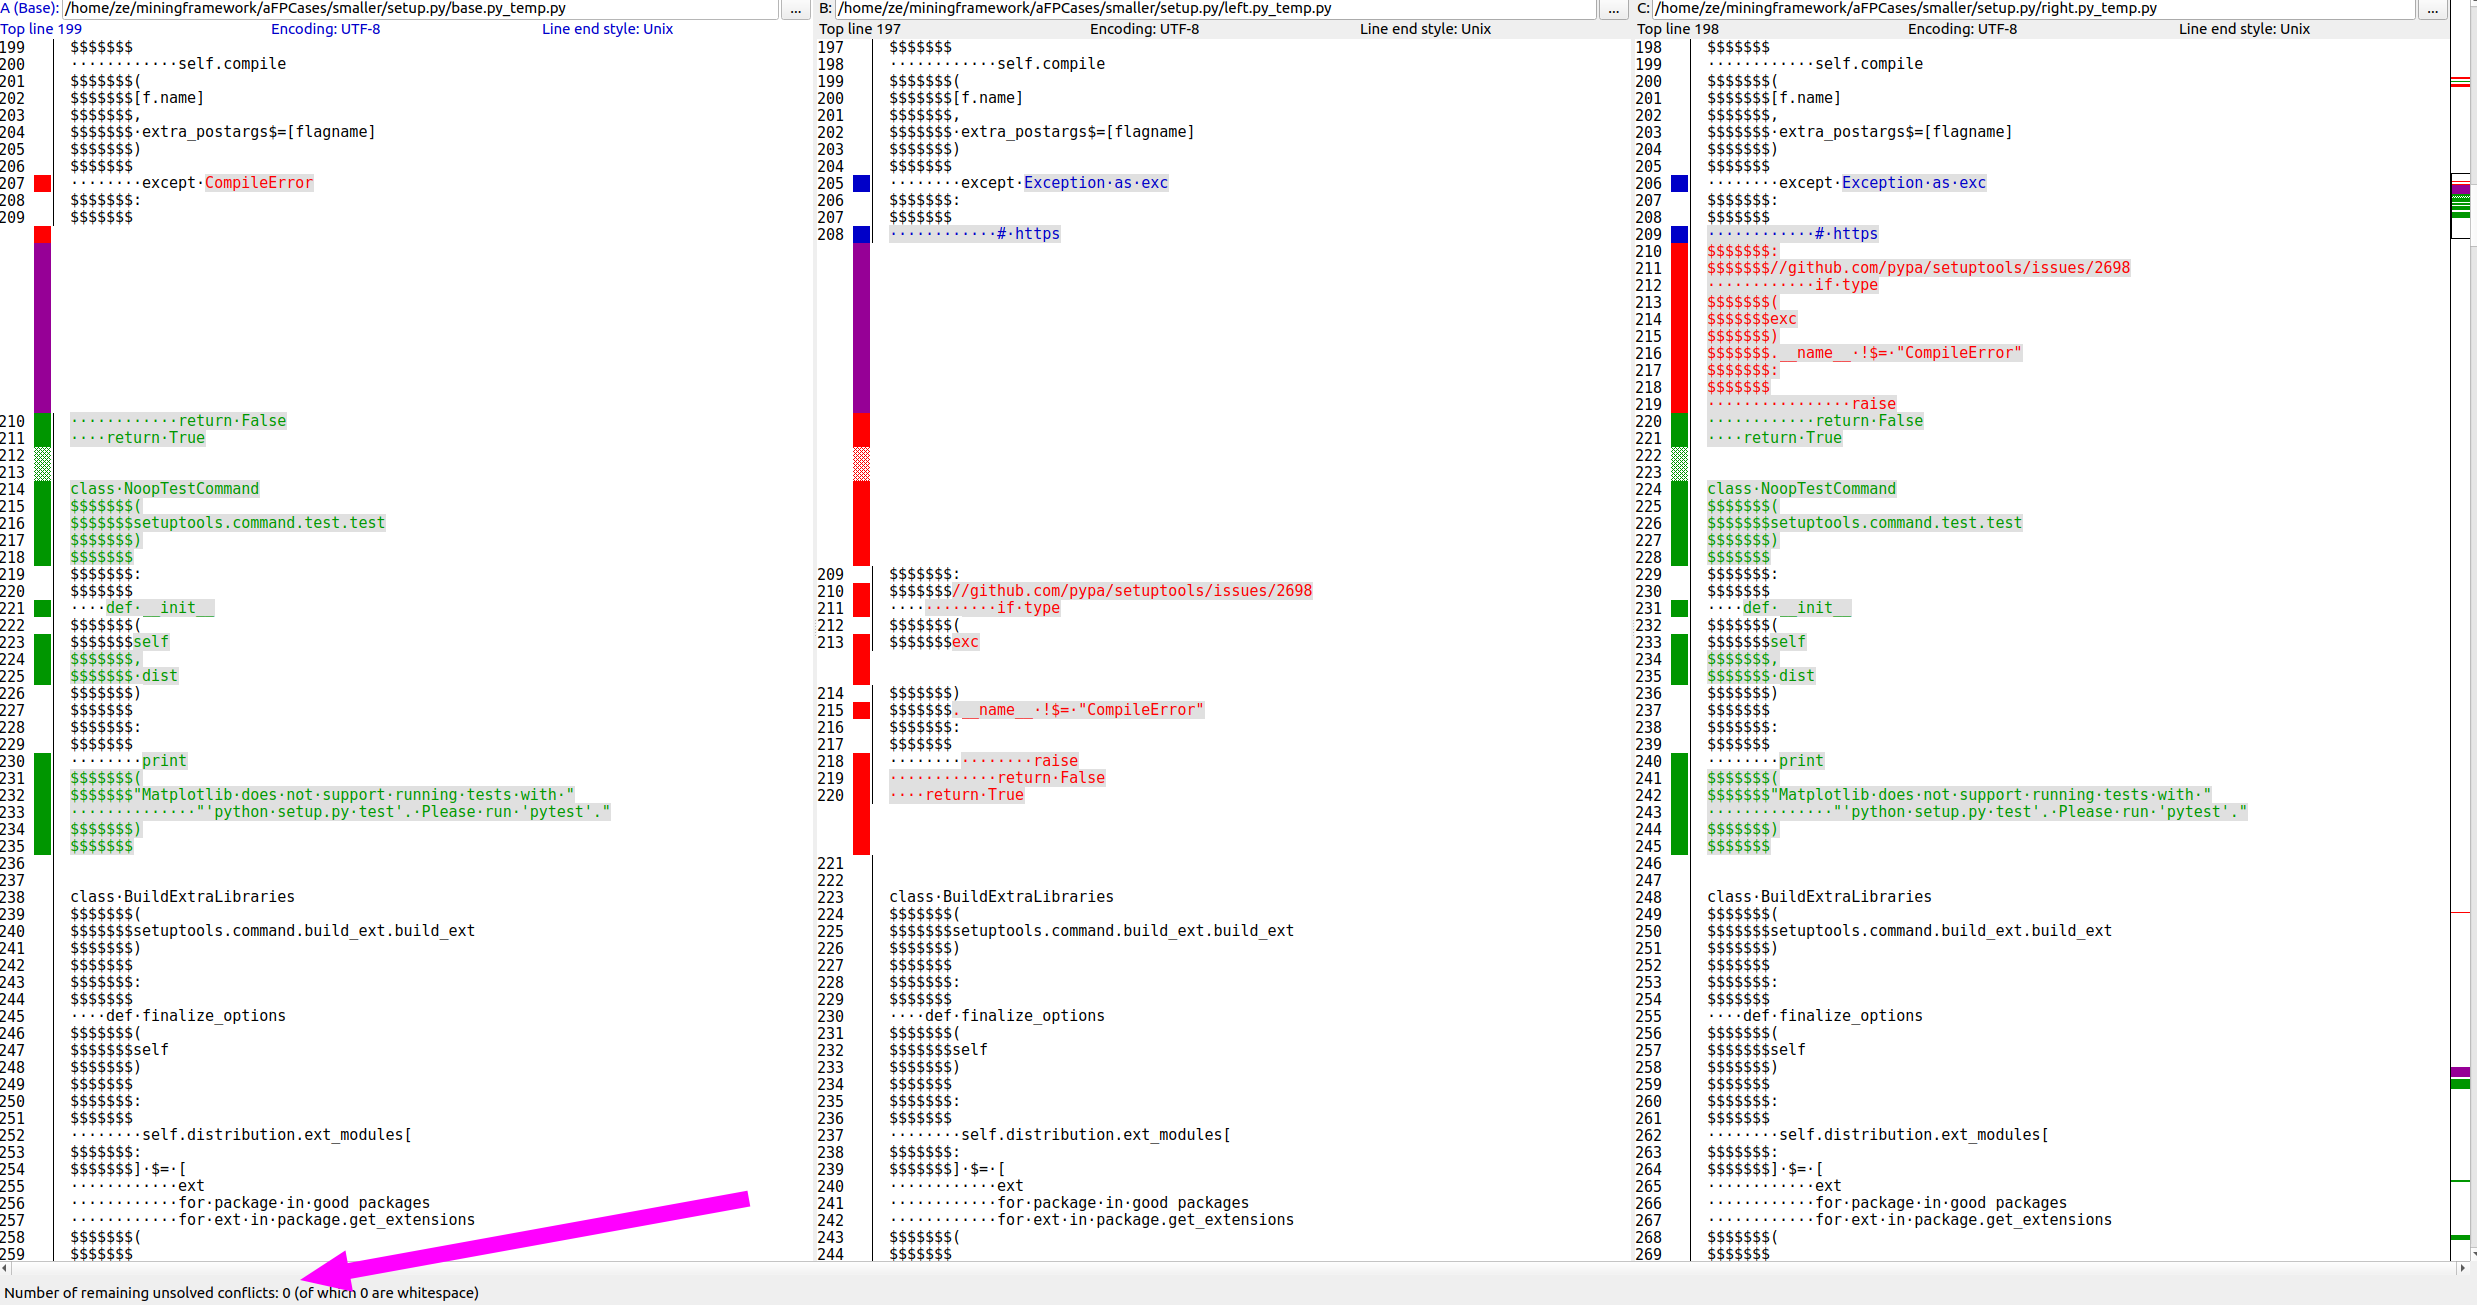 A (Base): /home/ze/miningframework/aFPCases/smaller/setup.py/base.py_temp.py ...
Top line 199 Encoding: UTF-8 Line end style: Unix
199 $$$$$$$
200 ············self.compile
201 $$$$$$$(
202 $$$$$$$[f.name]
203 $$$$$$$,
204 $$$$$$$·extra_postargs$=[flagname]
205 $$$$$$$)
206 $$$$$$$
207 ········except·CompileError
208 $$$$$$$:
209 $$$$$$$
210 ············return·False
211 ····return·True
212
213
214 class·NoopTestCommand
215 $$$$$$$(
216 $$$$$$$setuptools.command.test.test
217 $$$$$$$)
218 $$$$$$$
219 $$$$$$$:
220 $$$$$$$
221 ····def·__init__
222 $$$$$$$(
223 $$$$$$$self
224 $$$$$$$,
225 $$$$$$$·dist
226 $$$$$$$)
227 $$$$$$$
228 $$$$$$$:
229 $$$$$$$
230 ········print
231 $$$$$$$(
232 $$$$$$$"Matplotlib·does·not·support·running·tests·with·"
233 ··············"'python·setup.py·test'.·Please·run·'pytest'."
234 $$$$$$$)
235 $$$$$$$
236
237
238 class·BuildExtraLibraries
239 $$$$$$$(
240 $$$$$$$setuptools.command.build_ext.build_ext
241 $$$$$$$)
242 $$$$$$$
243 $$$$$$$:
244 $$$$$$$
245 ····def·finalize_options
246 $$$$$$$(
247 $$$$$$$self
248 $$$$$$$)
249 $$$$$$$
250 $$$$$$$:
251 $$$$$$$
252 ········self.distribution.ext_modules[
253 $$$$$$$:
254 $$$$$$$]·$=·[
255 ············ext
256 ············for·package·in·good_packages
257 ············for·ext·in·package.get_extensions
258 $$$$$$$(
259 $$$$$$$
B: /home/ze/miningframework/aFPCases/smaller/setup.py/left.py_temp.py ...
Top line 197 Encoding: UTF-8 Line end style: Unix
197 $$$$$$$
198 ············self.compile
199 $$$$$$$(
200 $$$$$$$[f.name]
201 $$$$$$$,
202 $$$$$$$·extra_postargs$=[flagname]
203 $$$$$$$)
204 $$$$$$$
205 ········except·Exception·as·exc
206 $$$$$$$:
207 $$$$$$$
208 ············#·https
209 $$$$$$$:
210 $$$$$$$//github.com/pypa/setuptools/issues/2698
211 ············if·type
212 $$$$$$$(
213 $$$$$$$exc
214 $$$$$$$)
215 $$$$$$$.__name__·!$=·"CompileError"
216 $$$$$$$:
217 $$$$$$$
218 ················raise
219 ············return·False
220 ····return·True
221
222
223 class·BuildExtraLibraries
224 $$$$$$$(
225 $$$$$$$setuptools.command.build_ext.build_ext
226 $$$$$$$)
227 $$$$$$$
228 $$$$$$$:
229 $$$$$$$
230 ····def·finalize_options
231 $$$$$$$(
232 $$$$$$$self
233 $$$$$$$)
234 $$$$$$$
235 $$$$$$$:
236 $$$$$$$
237 ········self.distribution.ext_modules[
238 $$$$$$$:
239 $$$$$$$]·$=·[
240 ············ext
241 ············for·package·in·good_packages
242 ············for·ext·in·package.get_extensions
243 $$$$$$$(
244 $$$$$$$
C: /home/ze/miningframework/aFPCases/smaller/setup.py/right.py_temp.py ...
Top line 198 Encoding: UTF-8 Line end style: Unix
198 $$$$$$$
199 ············self.compile
200 $$$$$$$(
201 $$$$$$$[f.name]
202 $$$$$$$,
203 $$$$$$$·extra_postargs$=[flagname]
204 $$$$$$$)
205 $$$$$$$
206 ········except·Exception·as·exc
207 $$$$$$$:
208 $$$$$$$
209 ············#·https
210 $$$$$$$:
211 $$$$$$$//github.com/pypa/setuptools/issues/2698
212 ············if·type
213 $$$$$$$(
214 $$$$$$$exc
215 $$$$$$$)
216 $$$$$$$.__name__·!$=·"CompileError"
217 $$$$$$$:
218 $$$$$$$
219 ················raise
220 ············return·False
221 ····return·True
222
223
224 class·NoopTestCommand
225 $$$$$$$(
226 $$$$$$$setuptools.command.test.test
227 $$$$$$$)
228 $$$$$$$
229 $$$$$$$:
230 $$$$$$$
231 ····def·__init__
232 $$$$$$$(
233 $$$$$$$self
234 $$$$$$$,
235 $$$$$$$·dist
236 $$$$$$$)
237 $$$$$$$
238 $$$$$$$:
239 $$$$$$$
240 ········print
241 $$$$$$$(
242 $$$$$$$"Matplotlib·does·not·support·running·tests·with·"
243 ··············"'python·setup.py·test'.·Please·run·'pytest'."
244 $$$$$$$)
245 $$$$$$$
246
247
248 class·BuildExtraLibraries
249 $$$$$$$(
250 $$$$$$$setuptools.command.build_ext.build_ext
251 $$$$$$$)
252 $$$$$$$
253 $$$$$$$:
254 $$$$$$$
255 ····def·finalize_options
256 $$$$$$$(
257 $$$$$$$self
258 $$$$$$$)
259 $$$$$$$
260 $$$$$$$:
261 $$$$$$$
262 ········self.distribution.ext_modules[
263 $$$$$$$:
264 $$$$$$$]·$=·[
265 ············ext
266 ············for·package·in·good_packages
267 ············for·ext·in·package.get_extensions
268 $$$$$$$(
269 $$$$$$$
Number of remaining unsolved conflicts: 0 (of which 0 are whitespace)